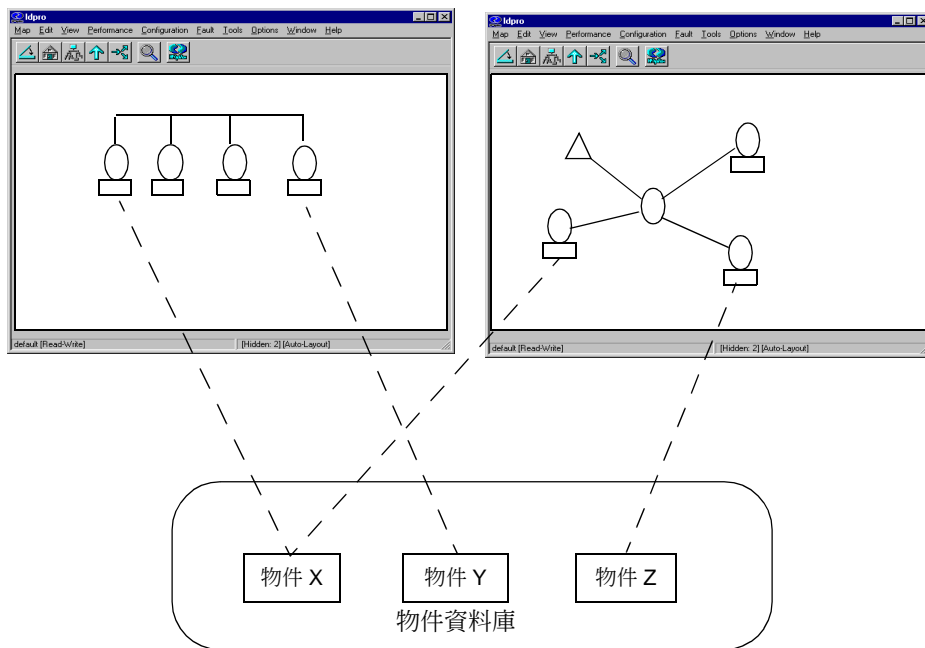 ldpro
Map Edit View Performance Configuration Fault Tools Options Window Help
default [Read-Write] [Hidden: 2] [Auto-Layout]
ldpro
Map Edit View Performance Configuration Fault Tools Options Window Help
default [Read-Write] [Hidden: 2] [Auto-Layout]
物件 X
物件 Y
物件 Z
物件資料庫